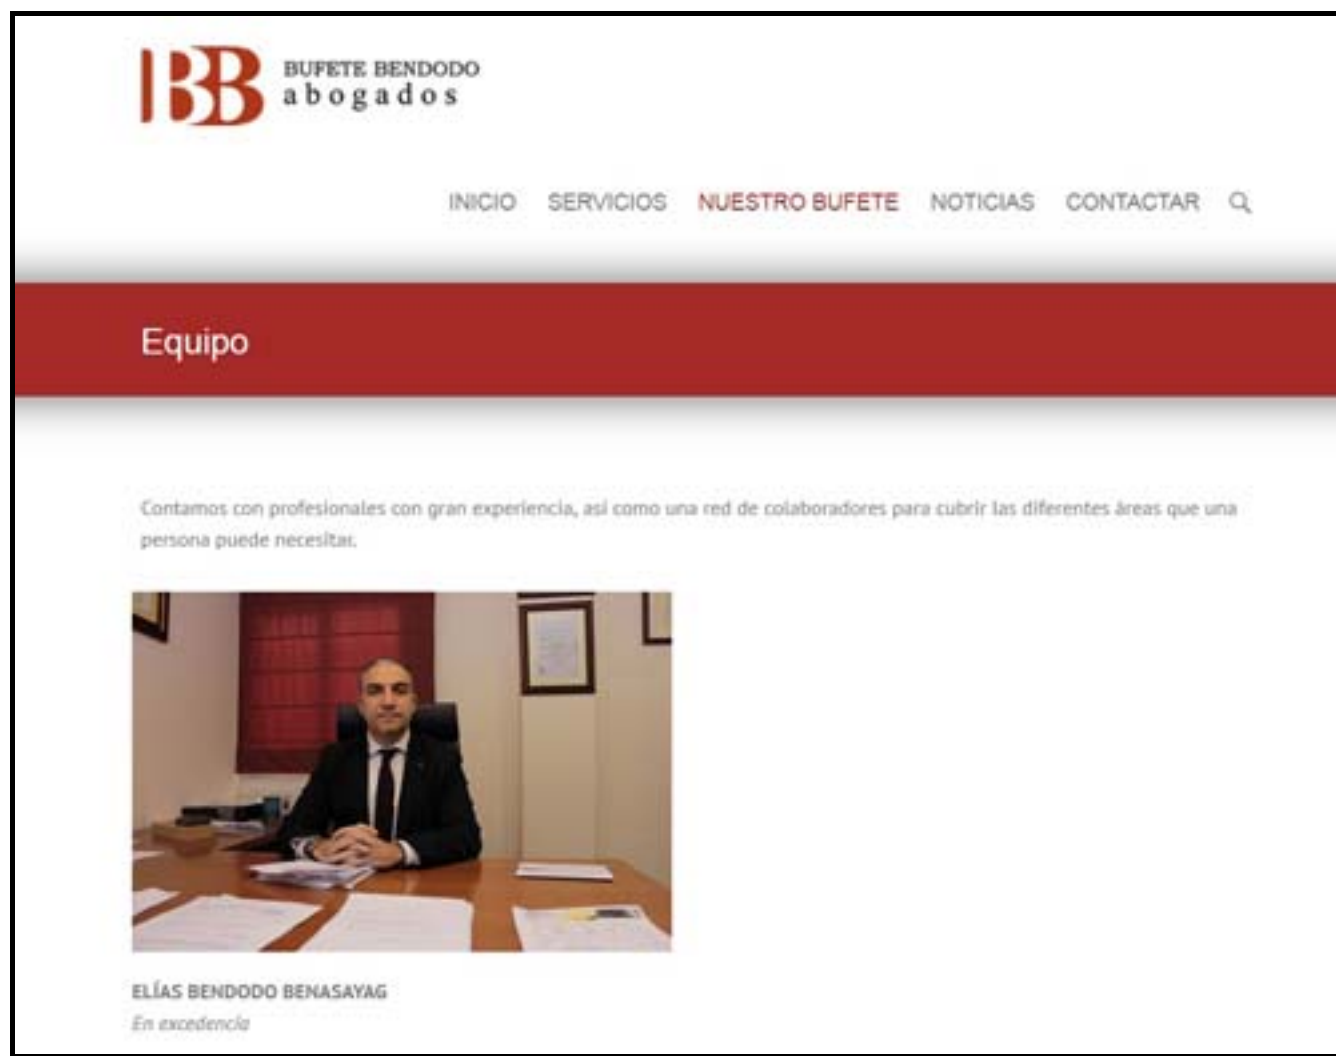 BUFETE BENDODO
abogados
INICIO SERVICIOS NUESTRO BUFETE NOTICIAS CONTACTAR
Equipo
Contamos con profesionales con gran experiencia, así como una red de colaboradores para cubrir las diferentes áreas que una
persona puede necesitar.
ELÍAS BENDODO BENASAYAG
En excedencia